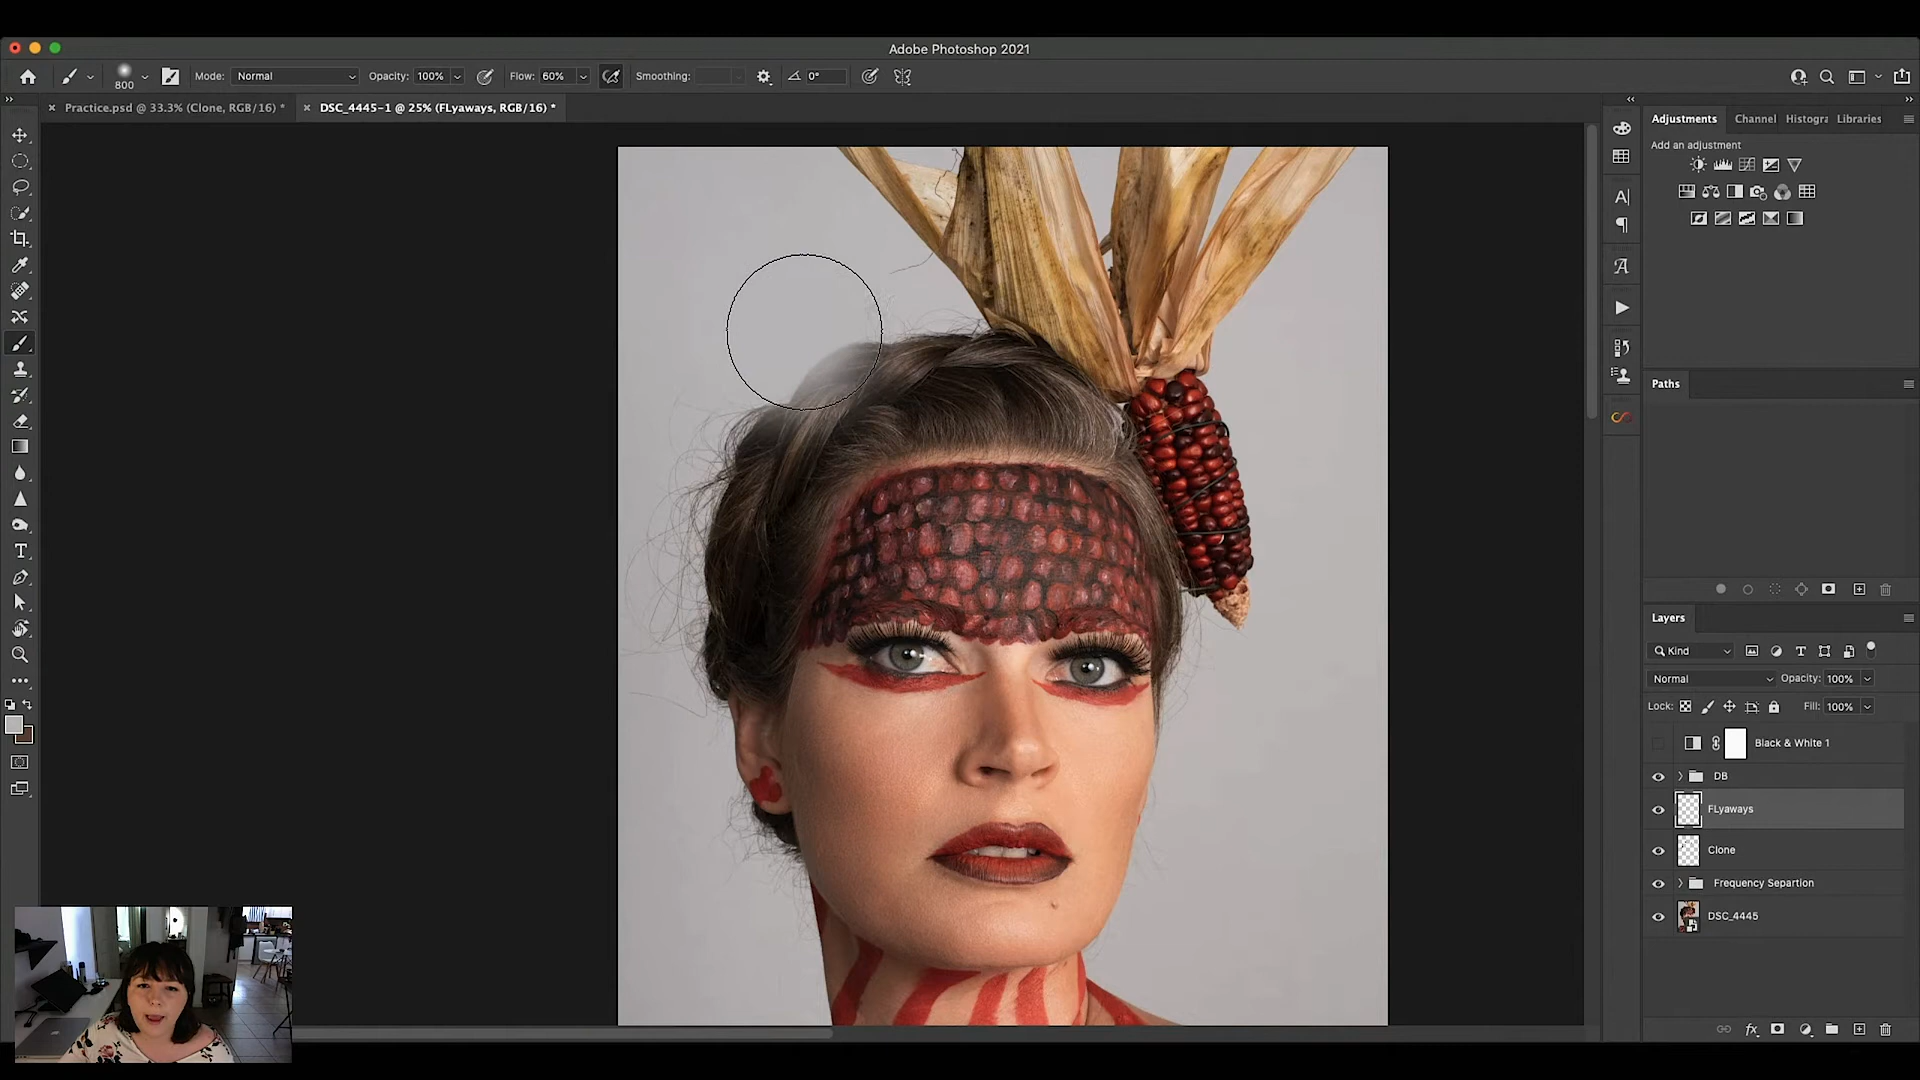 Adobe Photoshop 2021
800
Mode: Normal
Opacity: 100%
Flow: 60%
Smoothing:
0°
Practice.psd @ 33.3% (Clone, RGB/16) *
DSC_4445-1 @ 25% (FLyaways, RGB/16) *
Adjustments
Channel
Histogra
Libraries
Add an adjustment
Paths
Layers
Kind
Normal
Opacity: 100%
Lock:
Fill: 100%
Black & White 1
DB
FLyaways
Clone
Frequency Separtion
DSC_4445